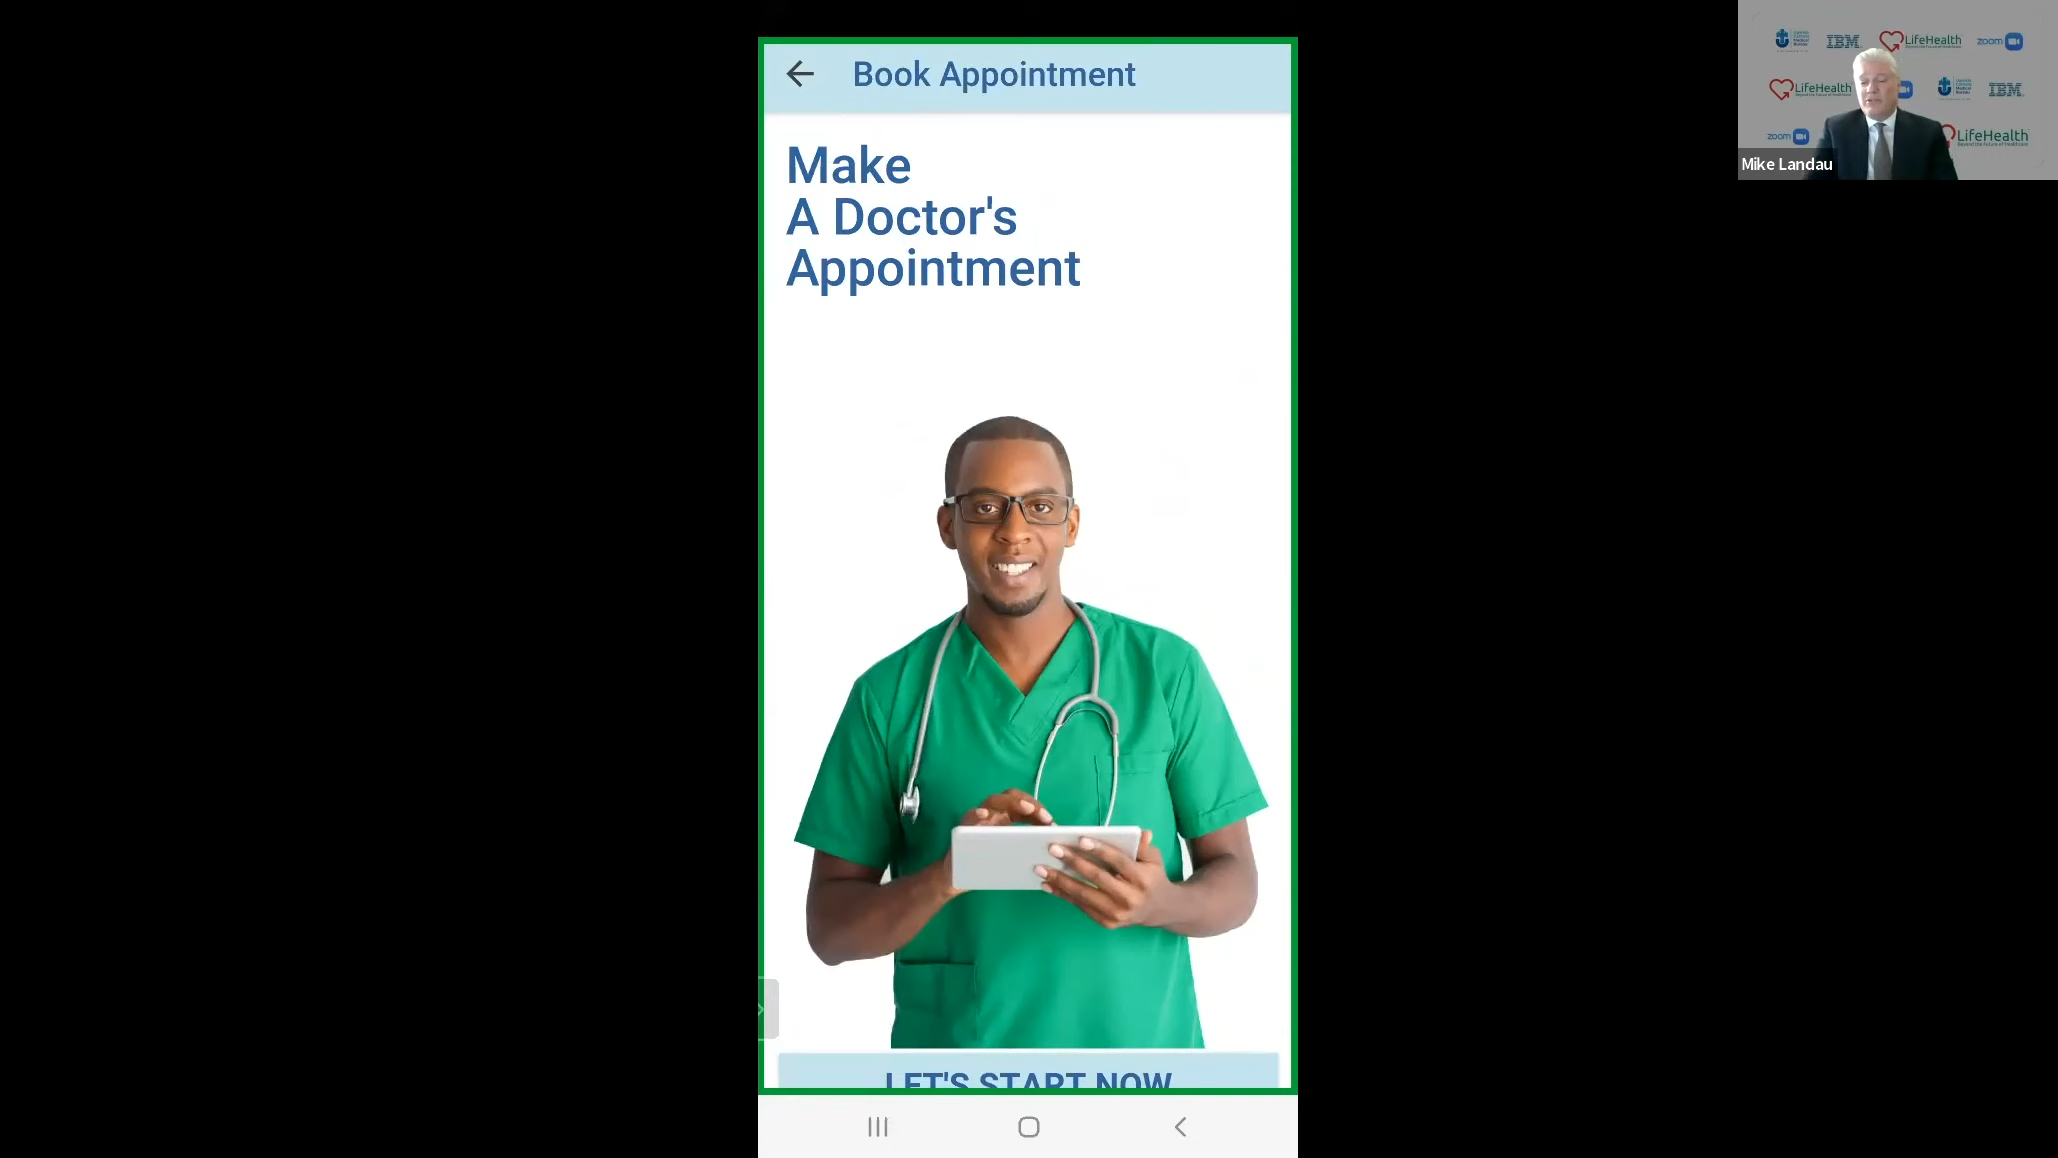 Book Appointment
Make
A Doctor's
Appointment
LET'S START NOW
IBM
LifeHealth
zoom
LifeHealth
IBM
zoom
LifeHealth
Mike Landau